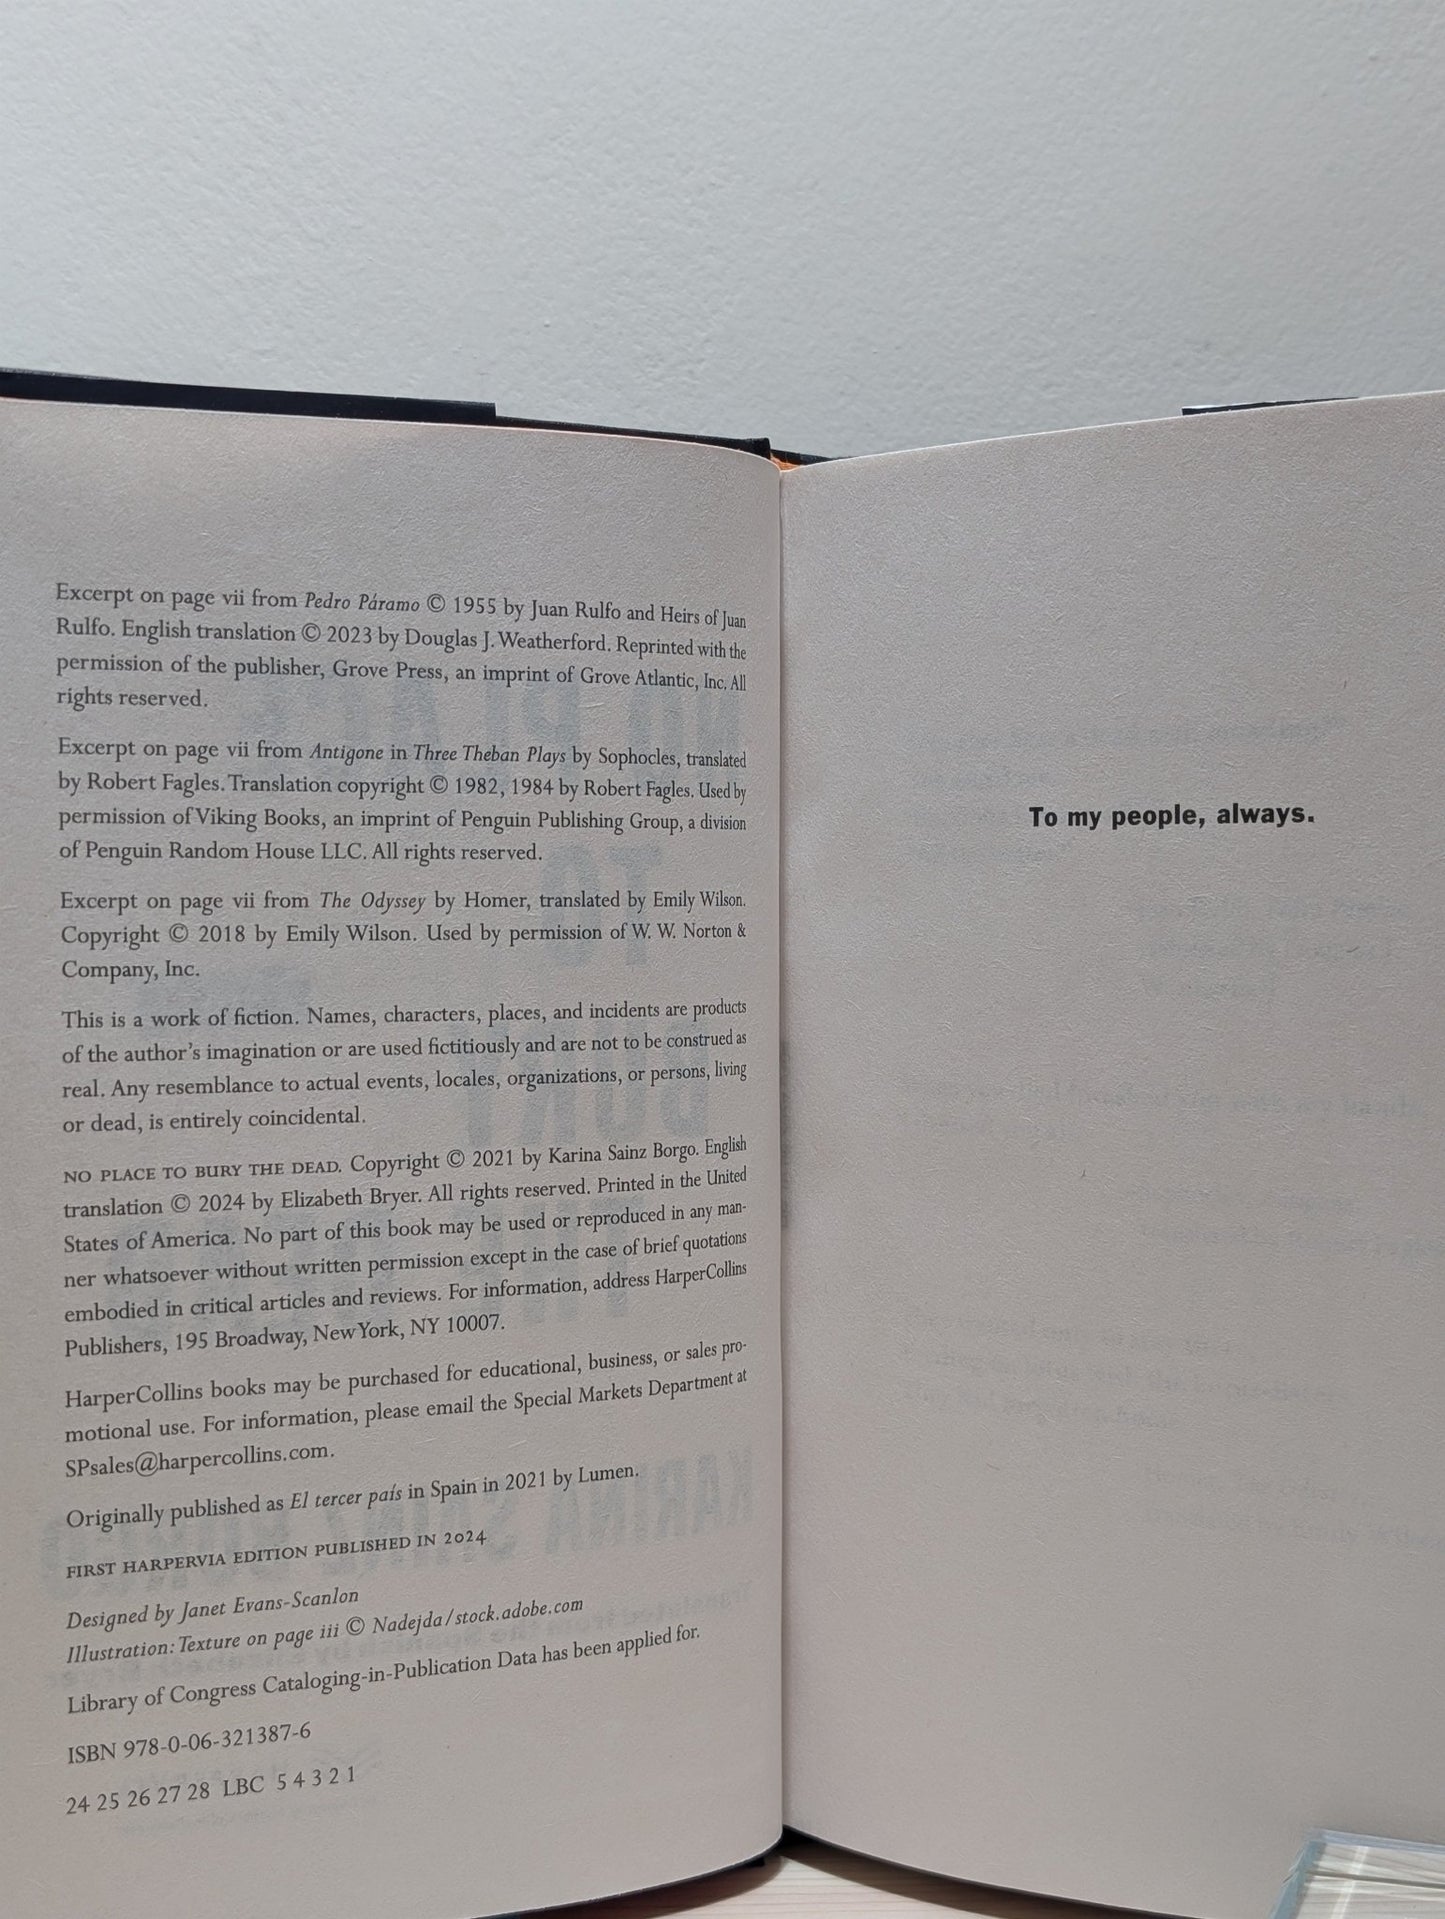 Excerpt on page vii from Pedro Páramo © 1955 by Juan Rulfo and Heirs of Juan
Rulfo. English translation © 2023 by Douglas J. Weatherford. Reprinted with the
permission of the publisher, Grove Press, an imprint of Grove Atlantic, Inc. All
rights reserved.
Excerpt on page vii from Antigone in Three Theban Plays by Sophocles, translated
by Robert Fagles. Translation copyright © 1982, 1984 by Robert Fagles. Used by
permission of Viking Books, an imprint of Penguin Publishing Group, a division
of Penguin Random House LLC. All rights reserved.
Excerpt on page vii from The Odyssey by Homer, translated by Emily Wilson.
Copyright © 2018 by Emily Wilson. Used by permission of W. W. Norton &
Company, Inc.
This is a work of fiction. Names, characters, places, and incidents are products
of the author's imagination or are used fictitiously and are not to be construed as
real. Any resemblance to actual events, locales, organizations, or persons, living
or dead, is entirely coincidental.
NO PLACE TO BURY THE DEAD. Copyright © 2021 by Karina Sainz Borgo. English
translation © 2024 by Elizabeth Bryer. All rights reserved. Printed in the United
States of America. No part of this book may be used or reproduced in any man-
ner whatsoever without written permission except in the case of brief quotations
embodied in critical articles and reviews. For information, address HarperCollins
Publishers, 195 Broadway, New York, NY 10007.
HarperCollins books may be purchased for educational, business, or sales pro-
motional use. For information, please email the Special Markets Department at
SPsales@harpercollins.com.
Originally published as El tercer país in Spain in 2021 by Lumen.
FIRST HARPERVIA EDITION PUBLISHED IN 2024
Designed by Janet Evans-Scanlon
Illustration: Texture on page iii © Nadejda/stock.adobe.com
Library of Congress Cataloging-in-Publication Data has been applied for.
ISBN 978-0-06-321387-6
24 25 26 27 28 LBC 5 4 3 2 1
To my people, always.